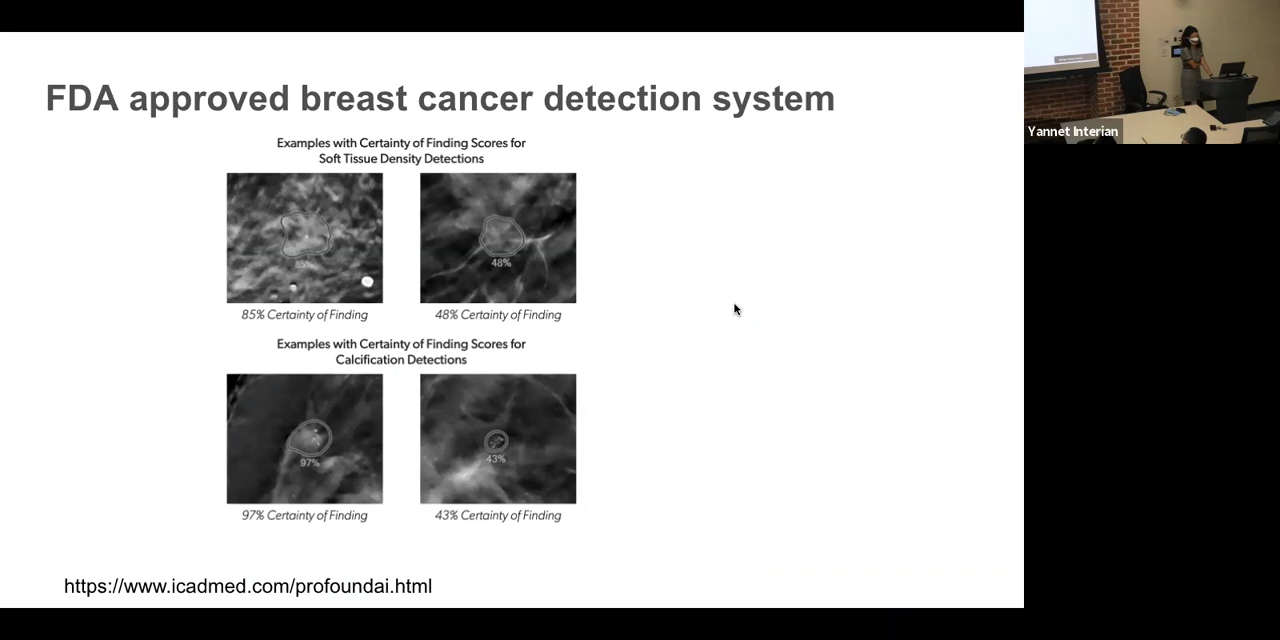 FDA approved breast cancer detection system
Examples with Certainty of Finding Scores for
Soft Tissue Density Detections
85%
48%
85% Certainty of Finding
48% Certainty of Finding
Examples with Certainty of Finding Scores for
Calcification Detections
97%
43%
97% Certainty of Finding
43% Certainty of Finding
https://www.icadmed.com/profoundai.html
Yannet Interian